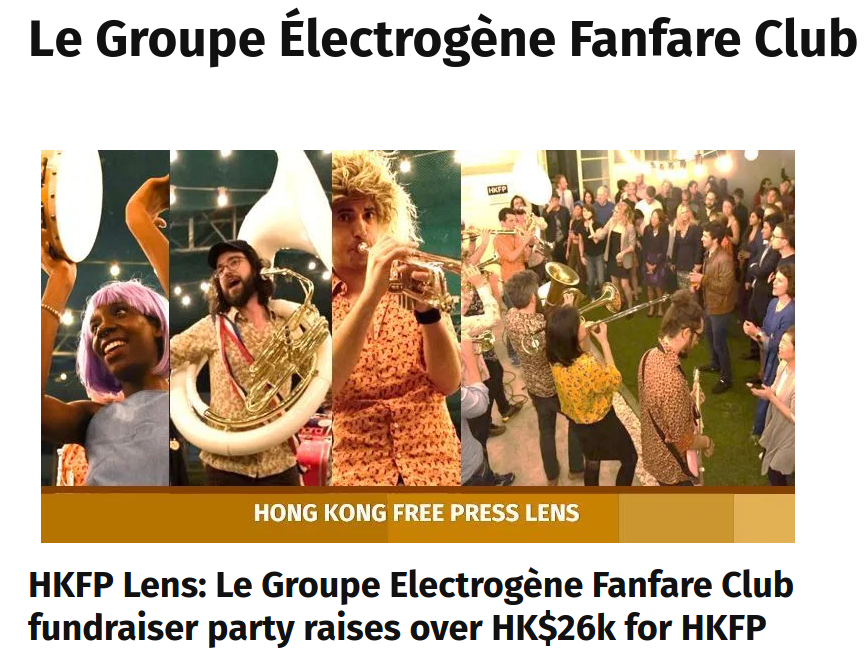 Le Groupe Électrogène Fanfare Club
HKFP
HONG KONG FREE PRESS LENS
HKFP Lens: Le Groupe Electrogène Fanfare Club
fundraiser party raises over HK$26k for HKFP